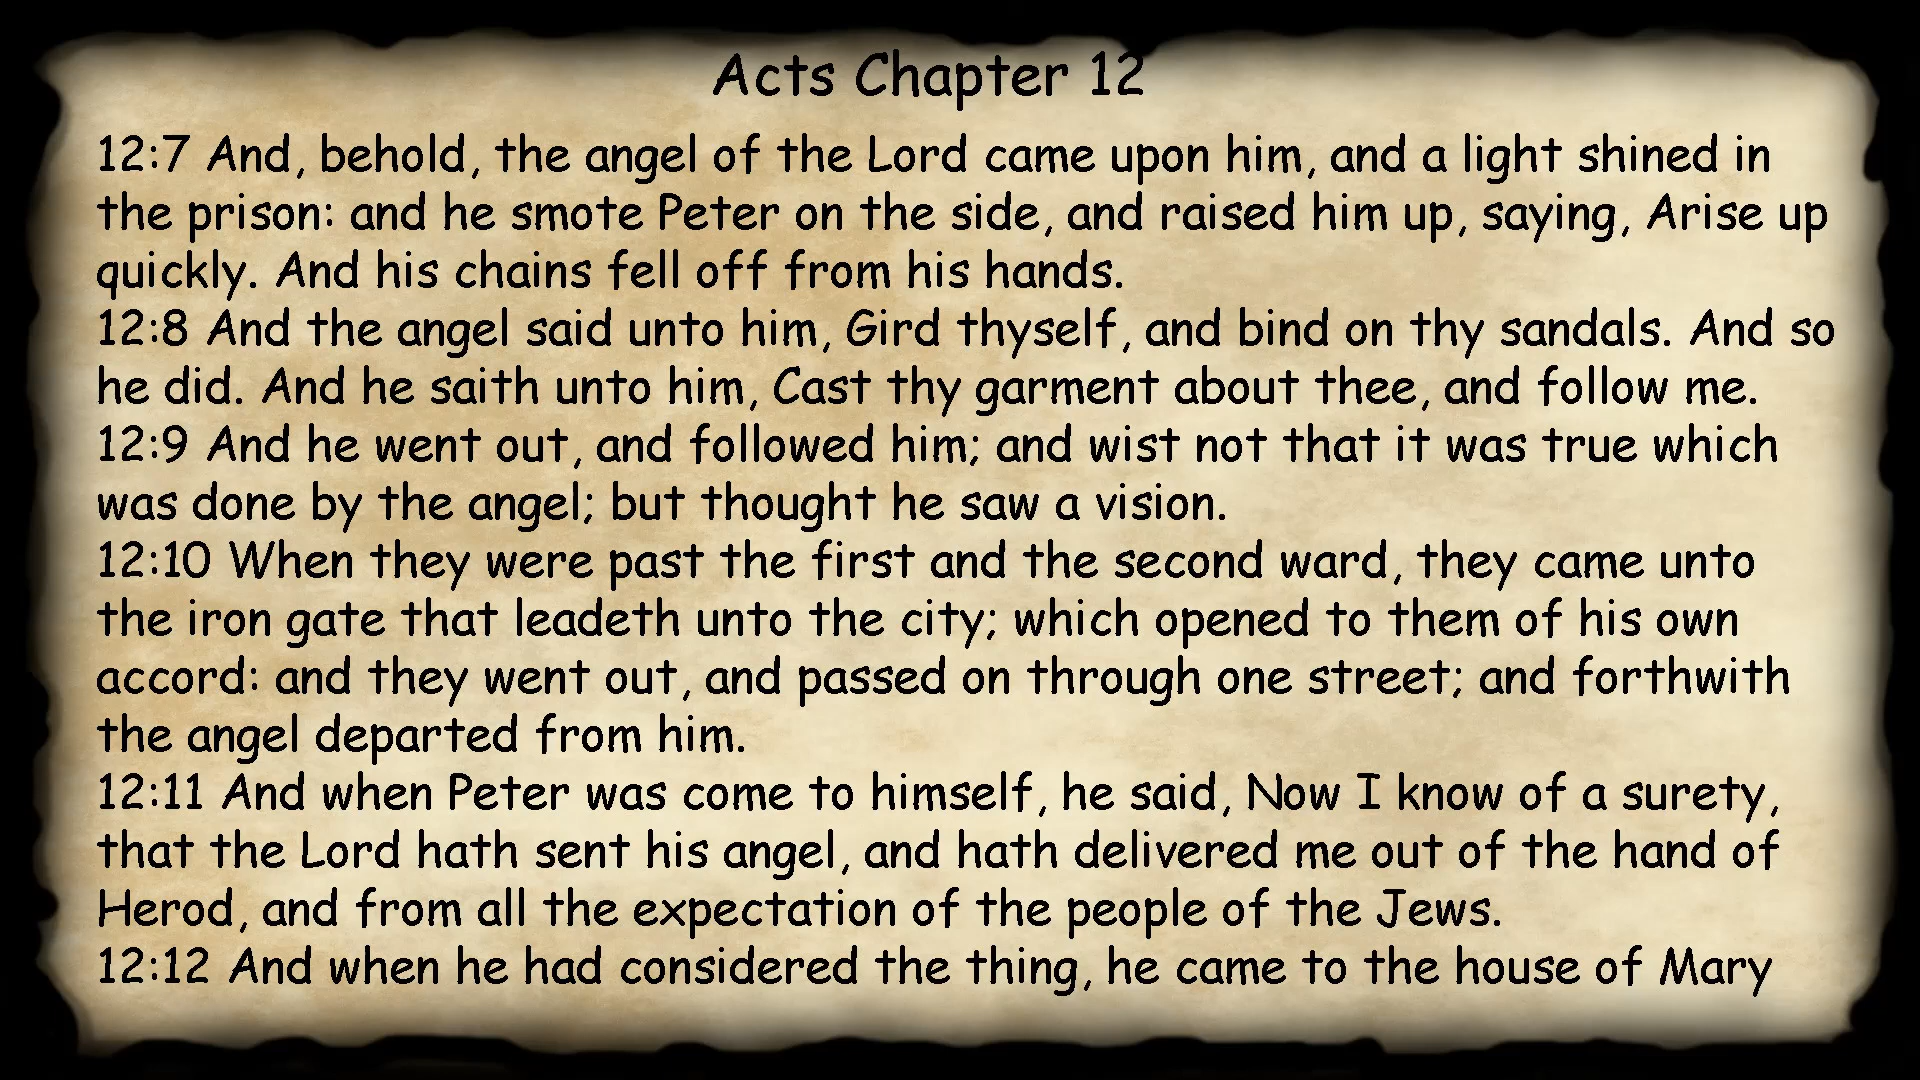 Acts Chapter 12
12:7 And, behold, the angel of the Lord came upon him, and a light shined in
the prison: and he smote Peter on the side, and raised him up, saying, Arise up
quickly. And his chains fell off from his hands.
12:8 And the angel said unto him, Gird thyself, and bind on thy sandals. And so
he did. And he saith unto him, Cast thy garment about thee, and follow me.
12:9 And he went out, and followed him; and wist not that it was true which
was done by the angel; but thought he saw a vision.
12:10 When they were past the first and the second ward, they came unto
the iron gate that leadeth unto the city; which opened to them of his own
accord: and they went out, and passed on through one street; and forthwith
the angel departed from him.
12:11 And when Peter was come to himself, he said, Now I know of a surety,
that the Lord hath sent his angel, and hath delivered me out of the hand of
Herod, and from all the expectation of the people of the Jews.
12:12 And when he had considered the thing, he came to the house of Mary